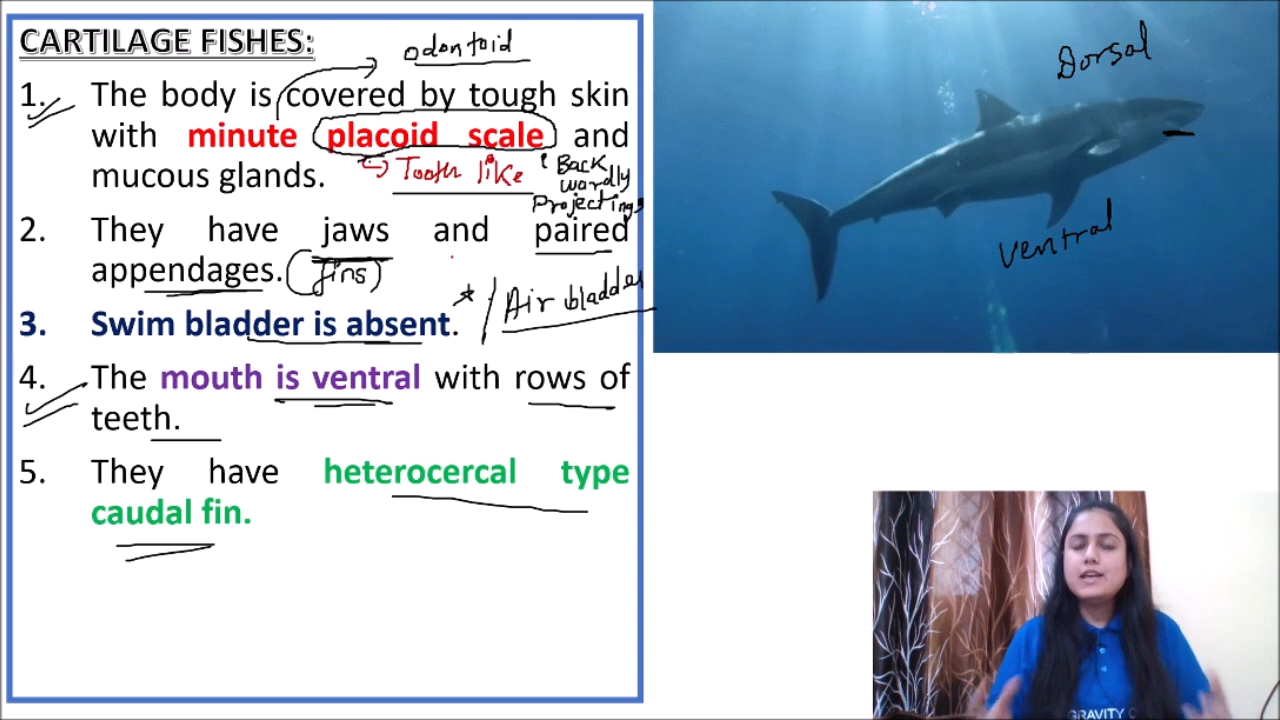 CARTILAGE FISHES:
odontoid
1. The body is covered by tough skin
with minute placoid scale and
mucous glands.
Tooth like
Back
wardly
Projectings
2. They have jaws and paired
appendages. (fins)
3. Swim bladder is absent.
* / Air bladder
4. The mouth is ventral with rows of
teeth.
5. They have heterocercal type
caudal fin.
Dorsal
ventral
GRAVITY C